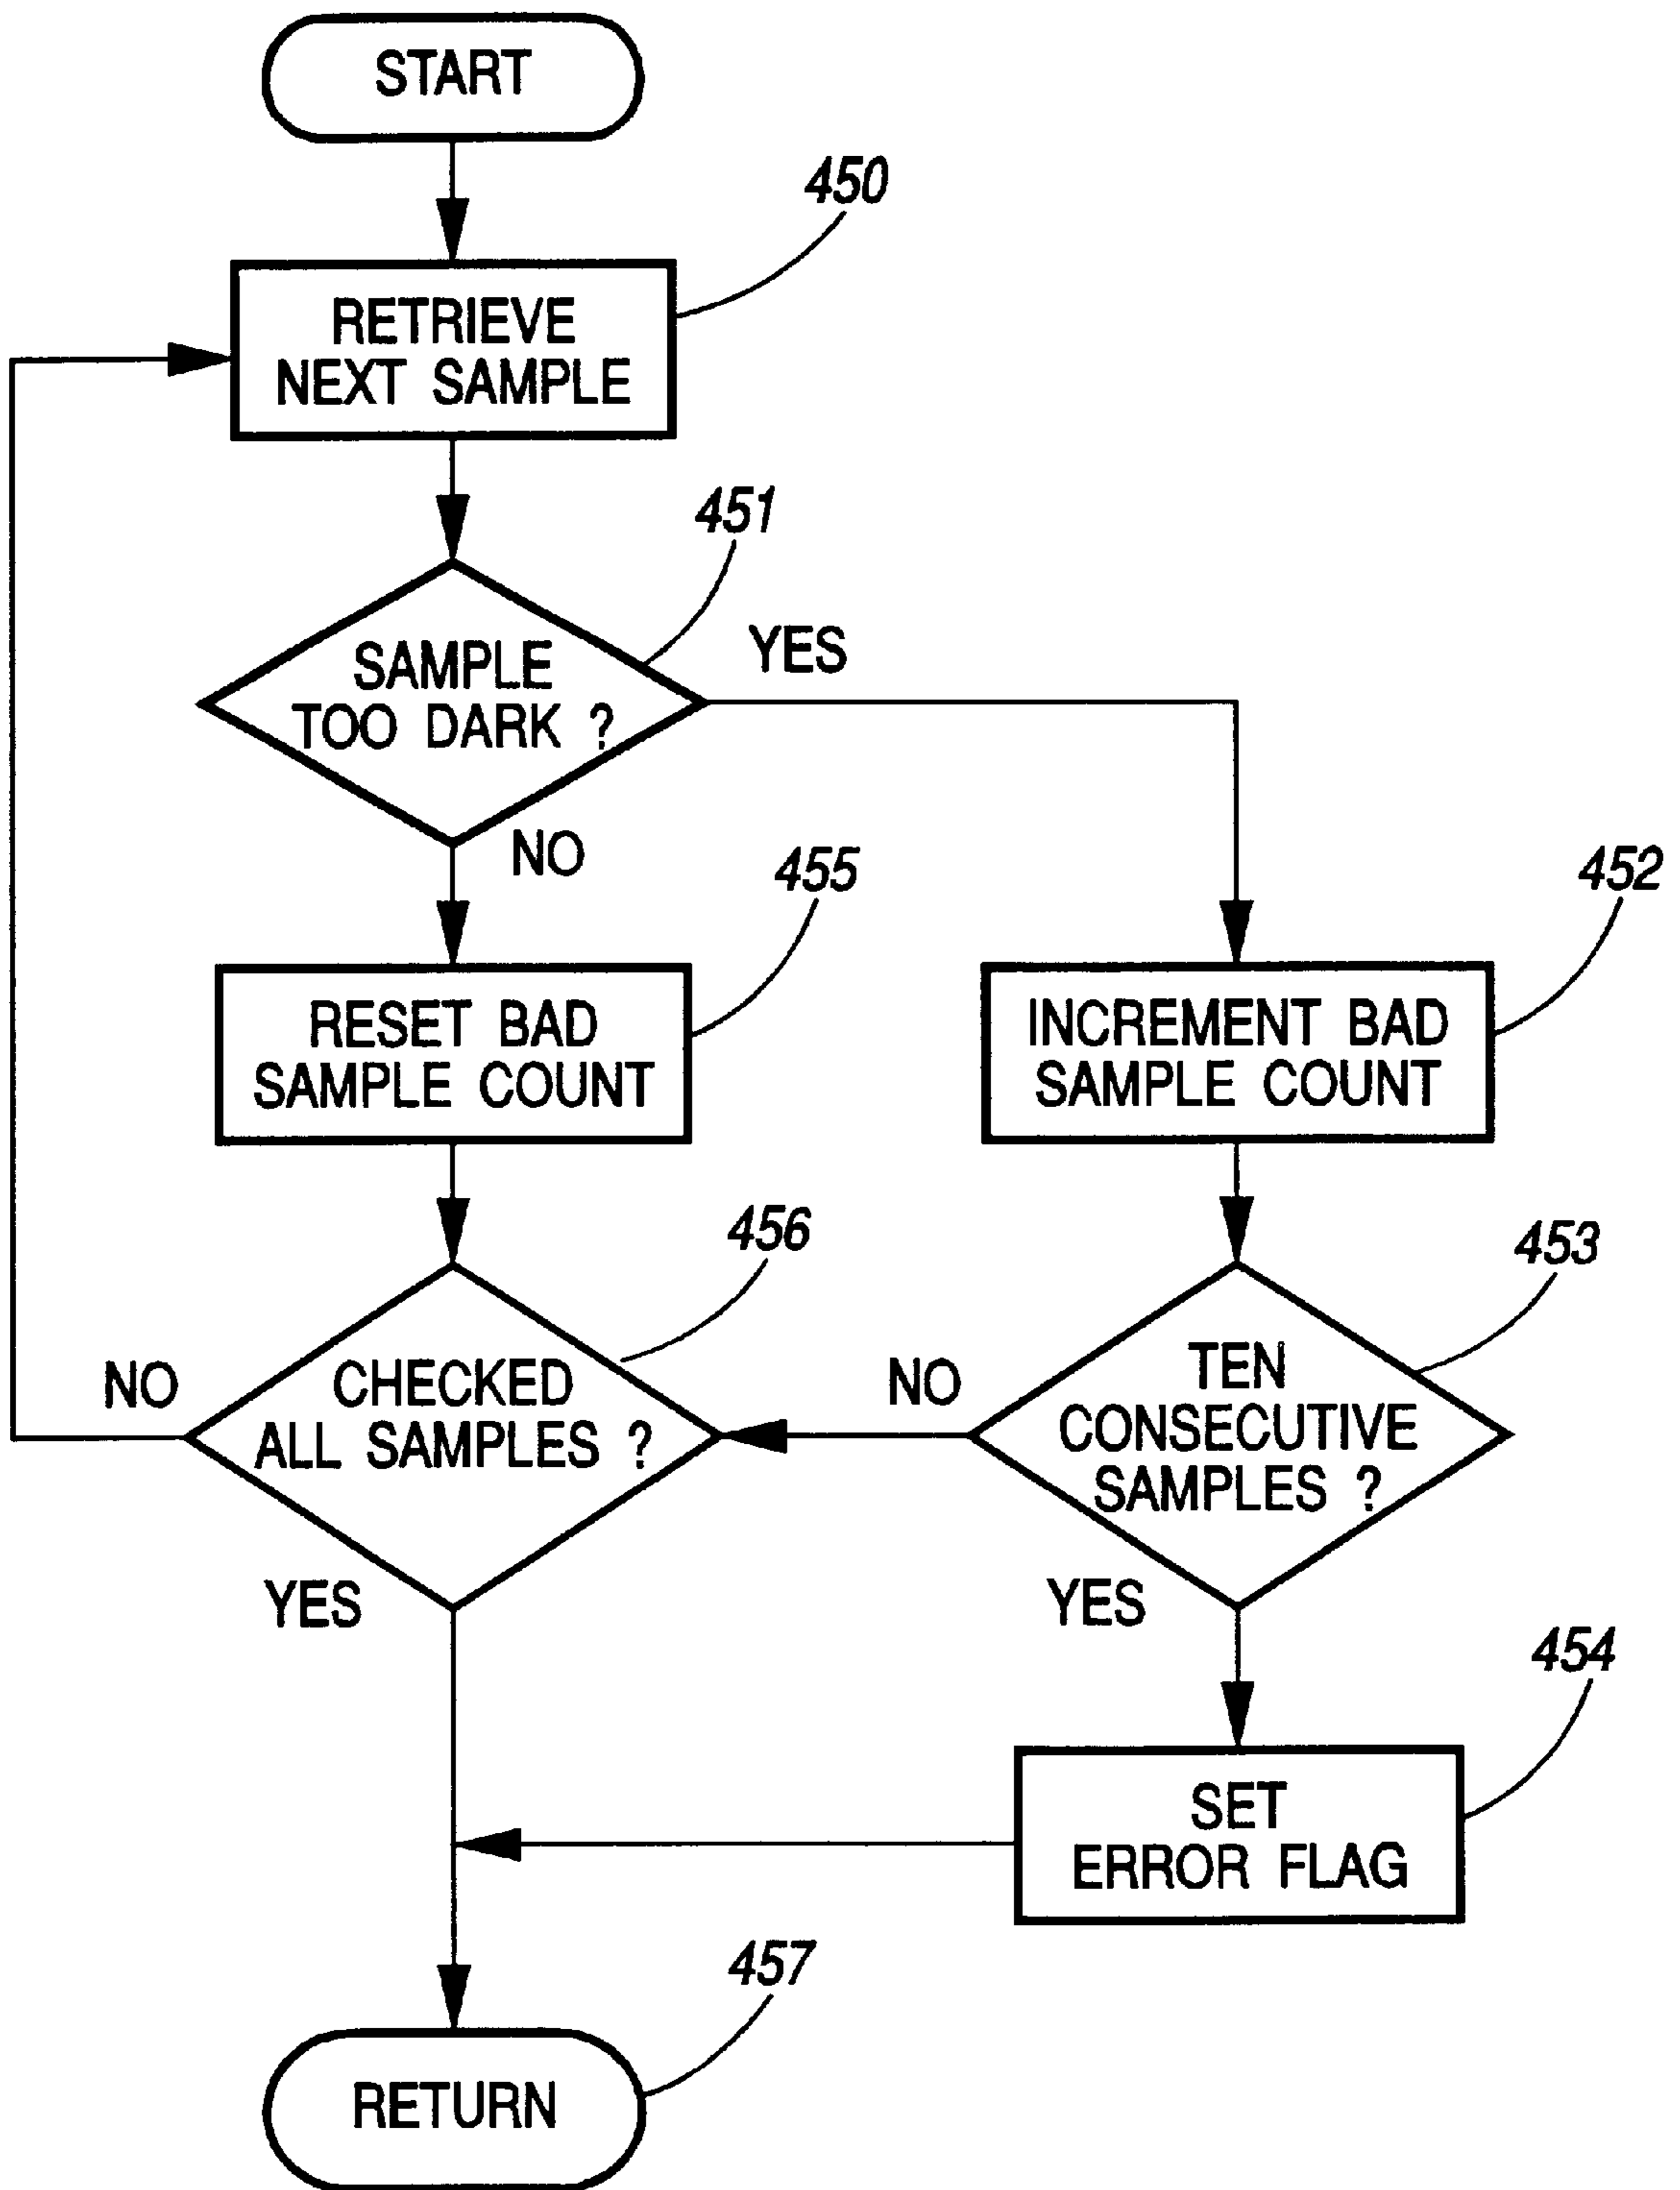 START
450
RETRIEVE
NEXT SAMPLE
451
SAMPLE
TOO DARK ?
YES
NO
455
452
RESET BAD
SAMPLE COUNT
INCREMENT BAD
SAMPLE COUNT
456
453
NO
CHECKED
ALL SAMPLES ?
NO
TEN
CONSECUTIVE
SAMPLES ?
YES
YES
454
SET
ERROR FLAG
457
RETURN